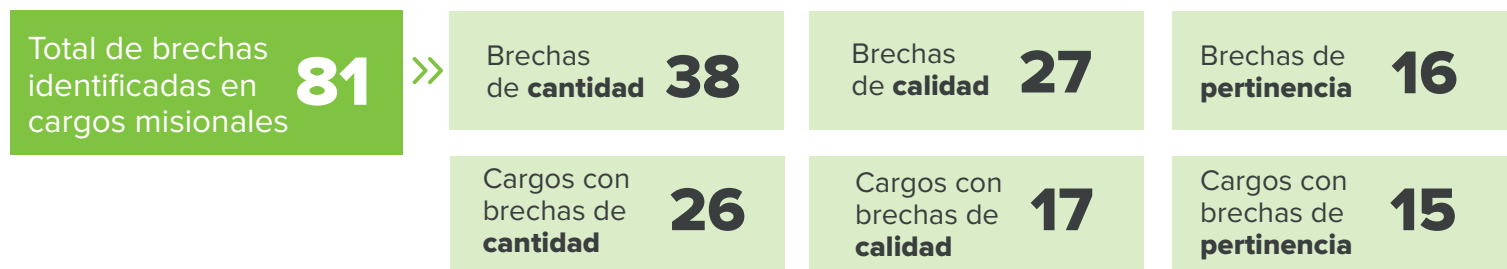 Total de brechas
identificadas en
cargos misionales
81
Brechas
de cantidad
38
Brechas
de calidad
27
Brechas de
pertinencia
16
Cargos con
brechas de
cantidad
26
Cargos con
brechas de
calidad
17
Cargos con
brechas de
pertinencia
15